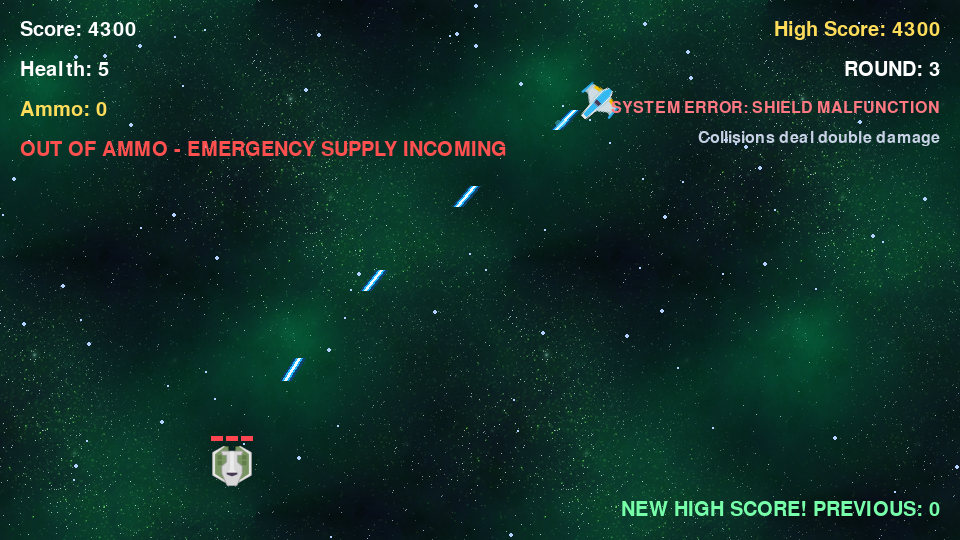 Score: 4300
High Score: 4300
Health: 5
ROUND: 3
Ammo: 0
SYSTEM ERROR: SHIELD MALFUNCTION
OUT OF AMMO - EMERGENCY SUPPLY INCOMING
Collisions deal double damage
NEW HIGH SCORE! PREVIOUS: 0